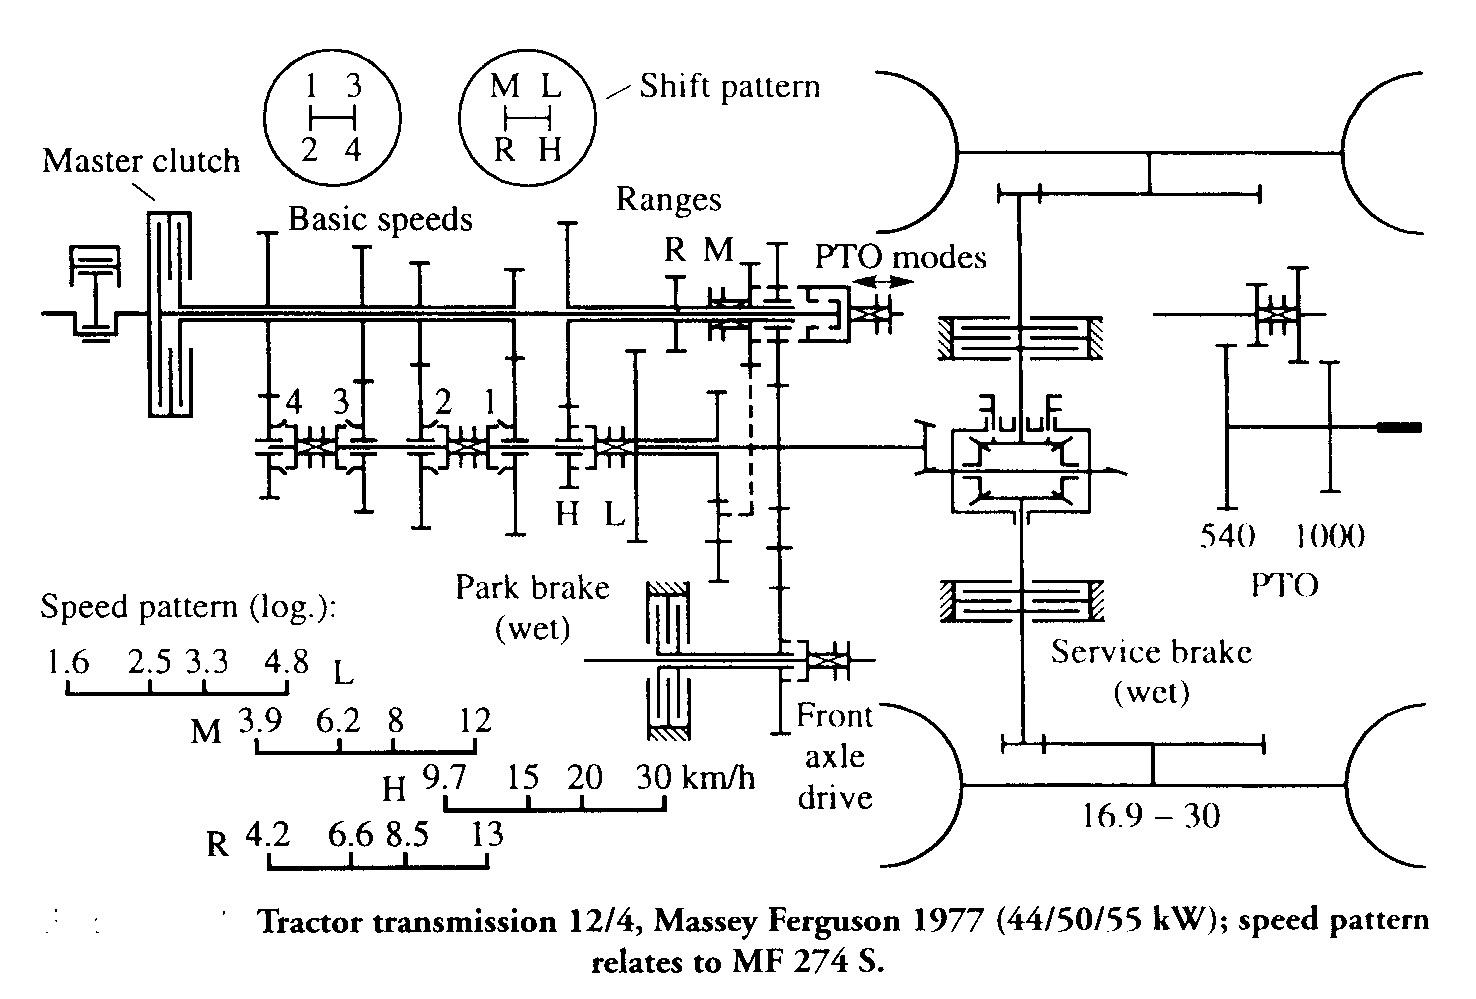 1 3
2 4
M L
R H
Shift pattern
Master clutch
Basic speeds
Ranges
R M
PTO modes
4 3 2 1
H L
540 1000
PTO
Park brake
(wet)
Service brake
(wet)
Front
axle
drive
16.9 – 30
Speed pattern (log.):
1.6 2.5 3.3 4.8 L
M 3.9 6.2 8 12
H 9.7 15 20 30 km/h
R 4.2 6.6 8.5 13
Tractor transmission 12/4, Massey Ferguson 1977 (44/50/55 kW); speed pattern
relates to MF 274 S.